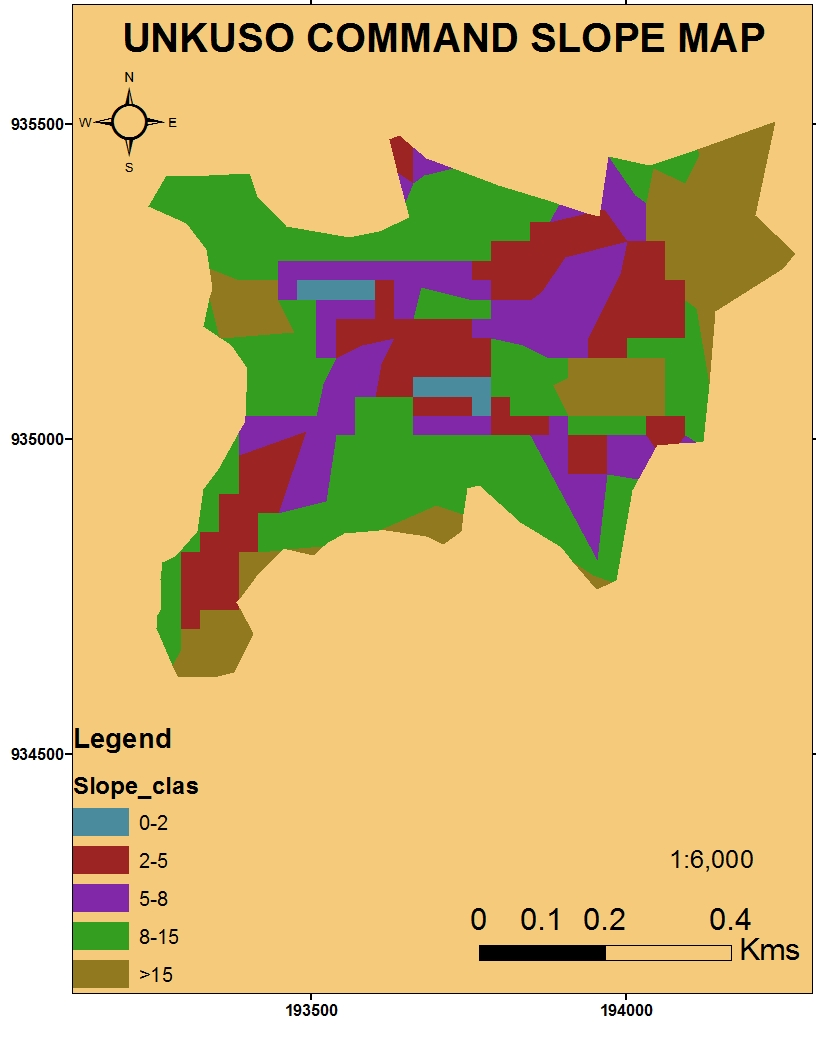 UNKUSO COMMAND SLOPE MAP
N
W E
S
935500
935000
934500
Legend
Slope_clas
0-2
2-5
5-8
8-15
>15
1:6,000
0 0.1 0.2 0.4
Kms
193500 194000